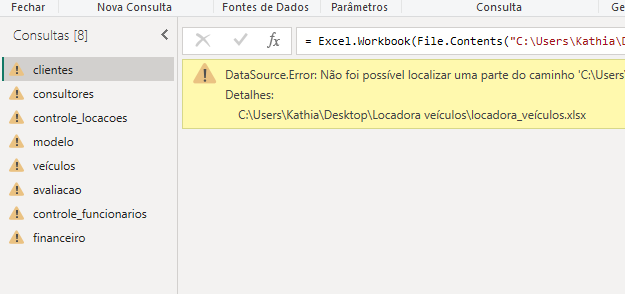 Fechar Nova Consulta Fontes de Dados Parâmetros Consulta Ge
Consultas [8]
fx = Excel.Workbook(File.Contents("C:\Users\Kathia\D
clientes
DataSource.Error: Não foi possível localizar uma parte do caminho 'C:\Users
consultores
Detalhes:
controle_locacoes
C:\Users\Kathia\Desktop\Locadora veículos\locadora_veículos.xlsx
modelo
veículos
avaliacao
controle_funcionarios
financeiro